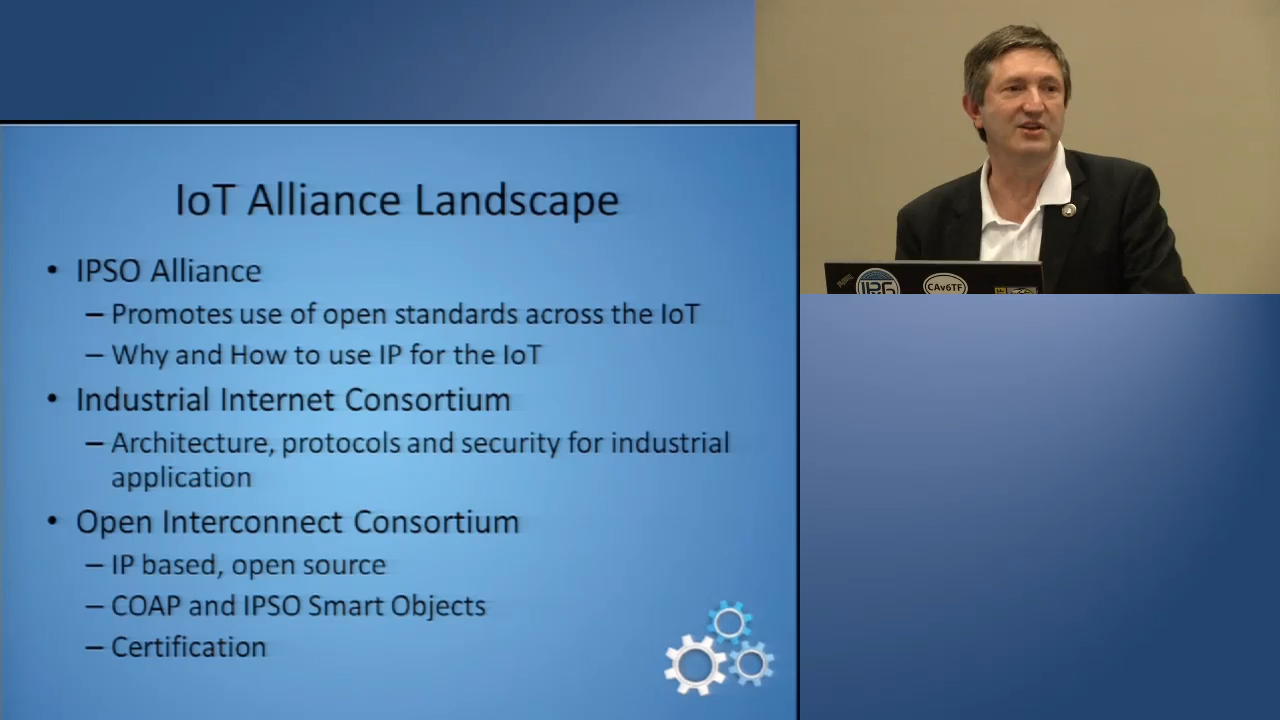 IoT Alliance Landscape
• IPSO Alliance
– Promotes use of open standards across the IoT
– Why and How to use IP for the IoT
• Industrial Internet Consortium
– Architecture, protocols and security for industrial
application
• Open Interconnect Consortium
– IP based, open source
– COAP and IPSO Smart Objects
– Certification
CAv6TF